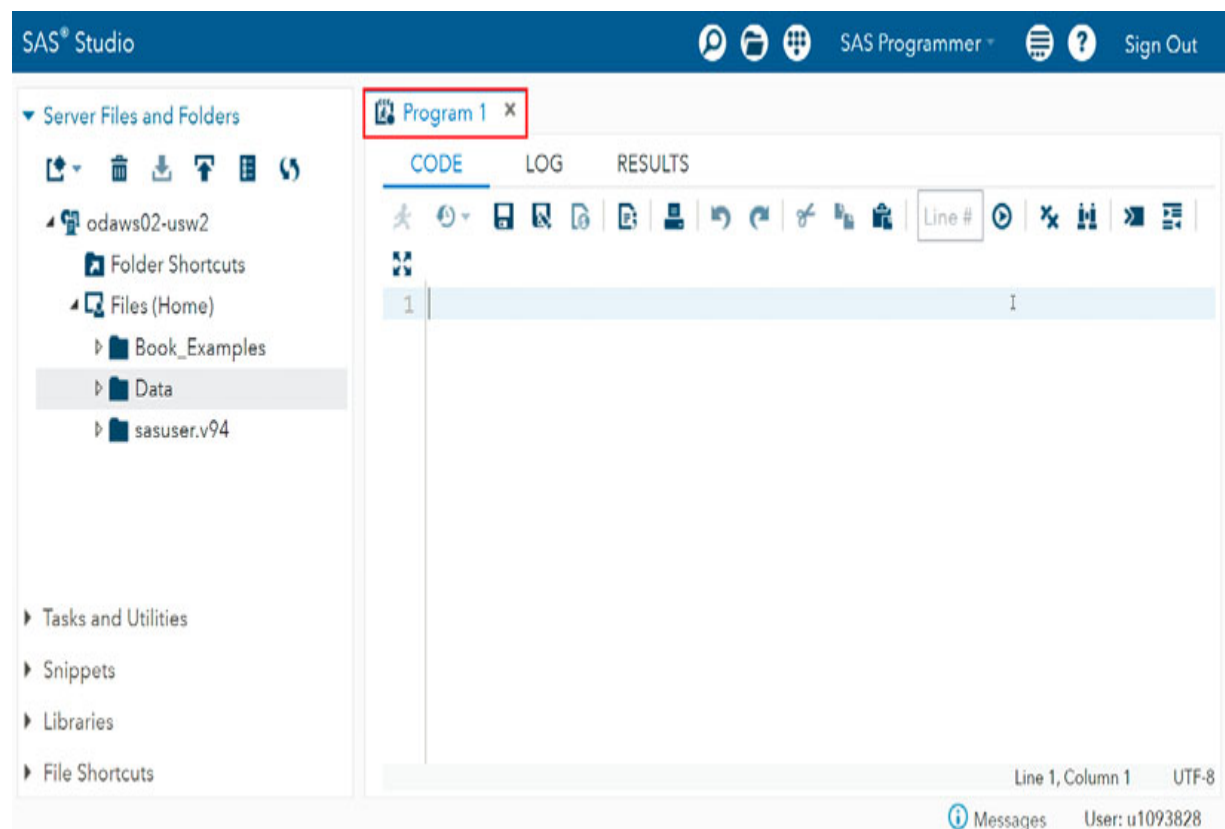 SAS® Studio
SAS Programmer
Sign Out
Server Files and Folders
odaws02-usw2
Folder Shortcuts
Files (Home)
Book_Examples
Data
sasuser.v94
Tasks and Utilities
Snippets
Libraries
File Shortcuts
Program 1
CODE LOG RESULTS
Line #
1
Line 1, Column 1 UTF-8
Messages User: u1093828